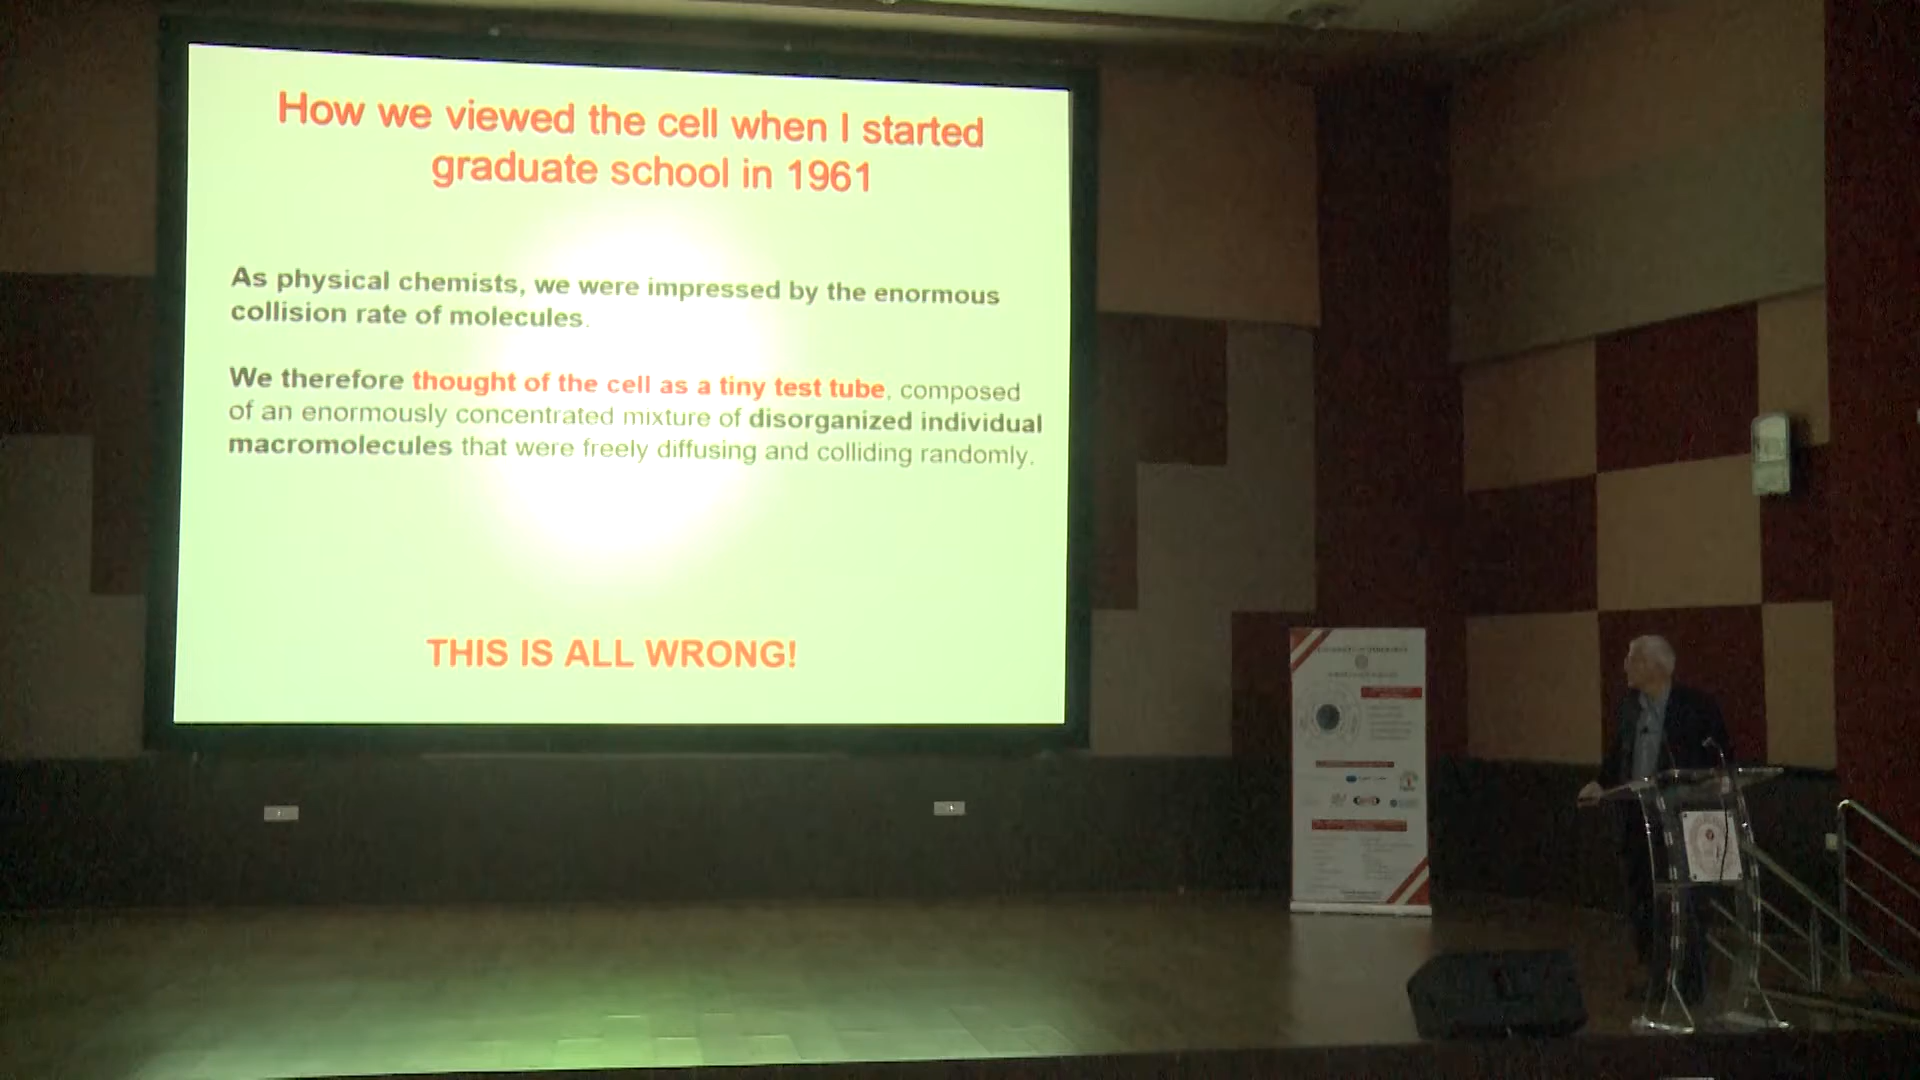 How we viewed the cell when I started
graduate school in 1961
As physical chemists, we were impressed by the enormous
collision rate of molecules.
We therefore thought of the cell as a tiny test tube, composed
of an enormously concentrated mixture of disorganized individual
macromolecules that were freely diffusing and colliding randomly.
THIS IS ALL WRONG!